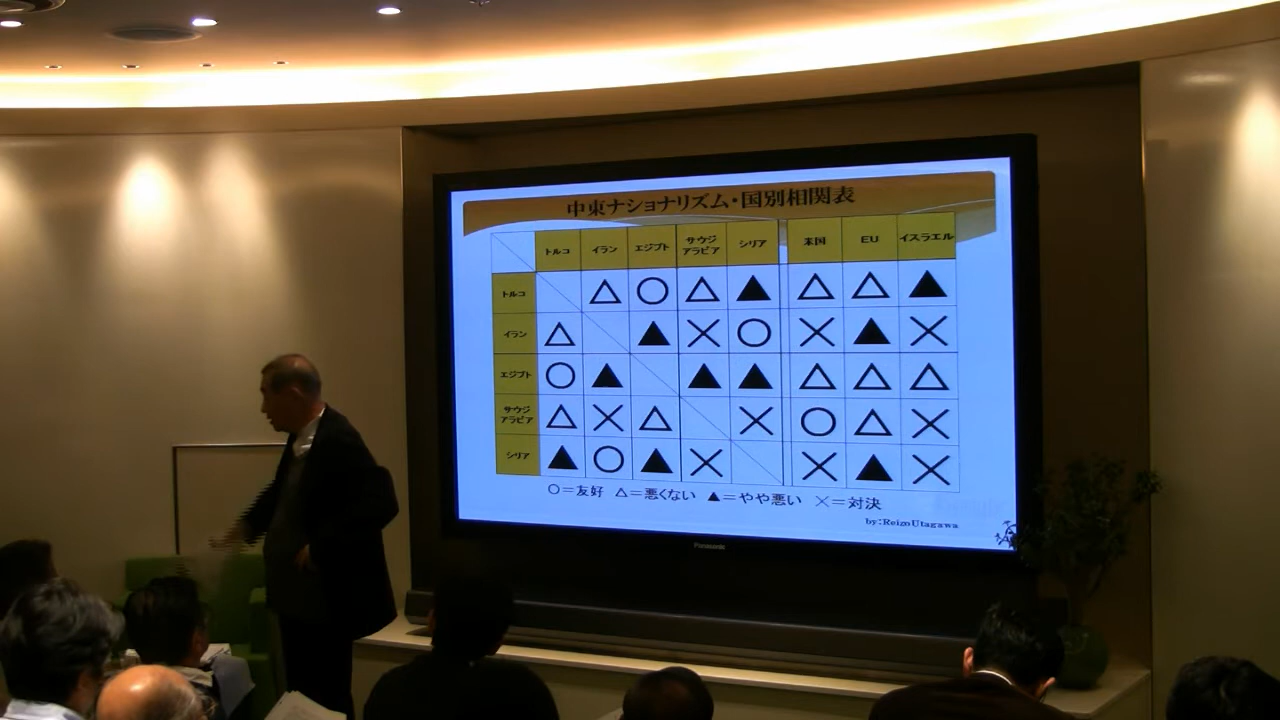 中東ナショナリズム・国別相関表
トルコ イラン エジプト サウジアラビア シリア 米国 EU イスラエル
トルコ △ ○ △ ▲ △ △ ▲
イラン △ ▲ × ○ × ▲ ×
エジプト ○ ▲ ▲ ▲ △ △ △
サウジアラビア △ × △ × ○ △ ×
シリア ▲ ○ ▲ × × ▲ ×
○=友好 △=悪くない ▲=やや悪い ×=対決
by:ReizoUtagawa
Panasonic